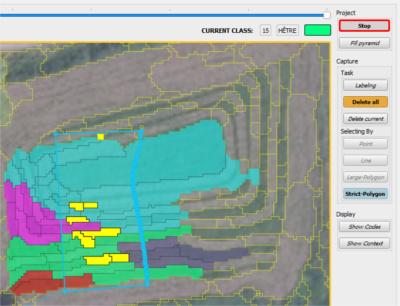 Project
CURRENT CLASS: 15 HÊTRE
Stop
Fill pyramid
Capture
Task
Labeling
Delete all
Delete current
Selecting By
Point
Line
Large-Polygon
Strict-Polygon
Display
Show Codes
Show Context